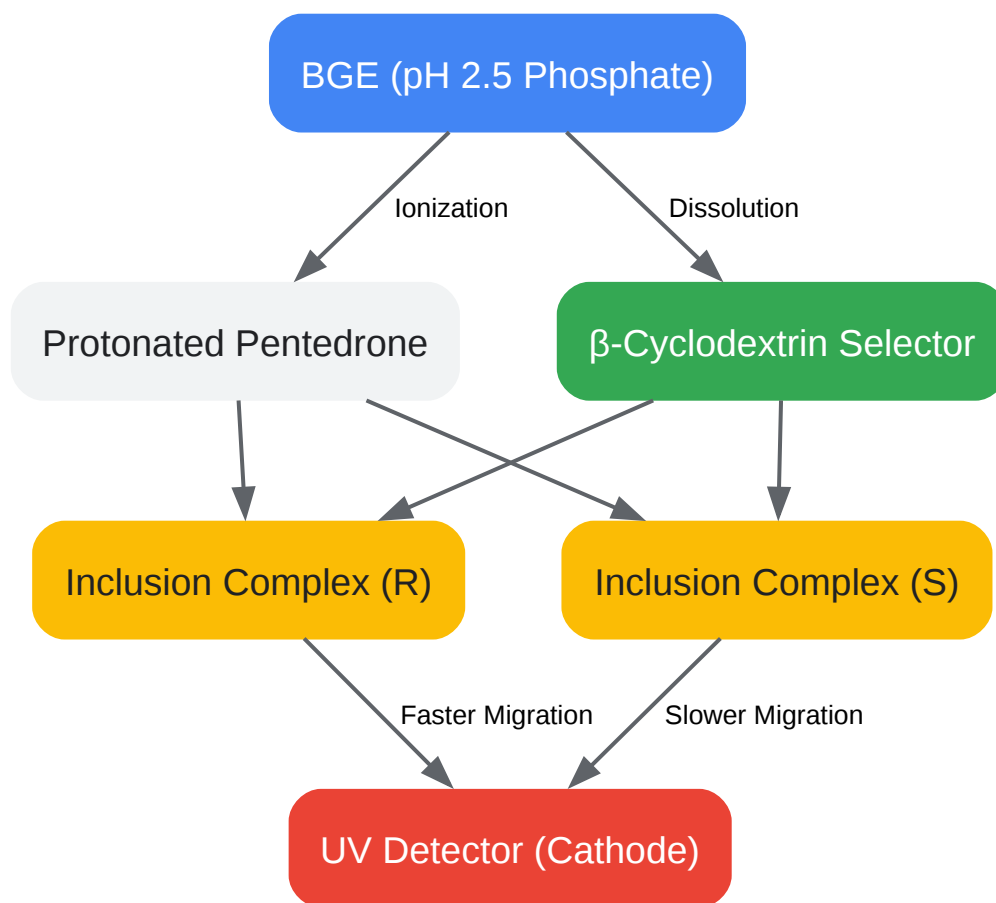 BGE (pH 2.5 Phosphate)
Ionization
Dissolution
Protonated Pentedrone
β-Cyclodextrin Selector
Inclusion Complex (R)
Inclusion Complex (S)
Faster Migration
Slower Migration
UV Detector (Cathode)